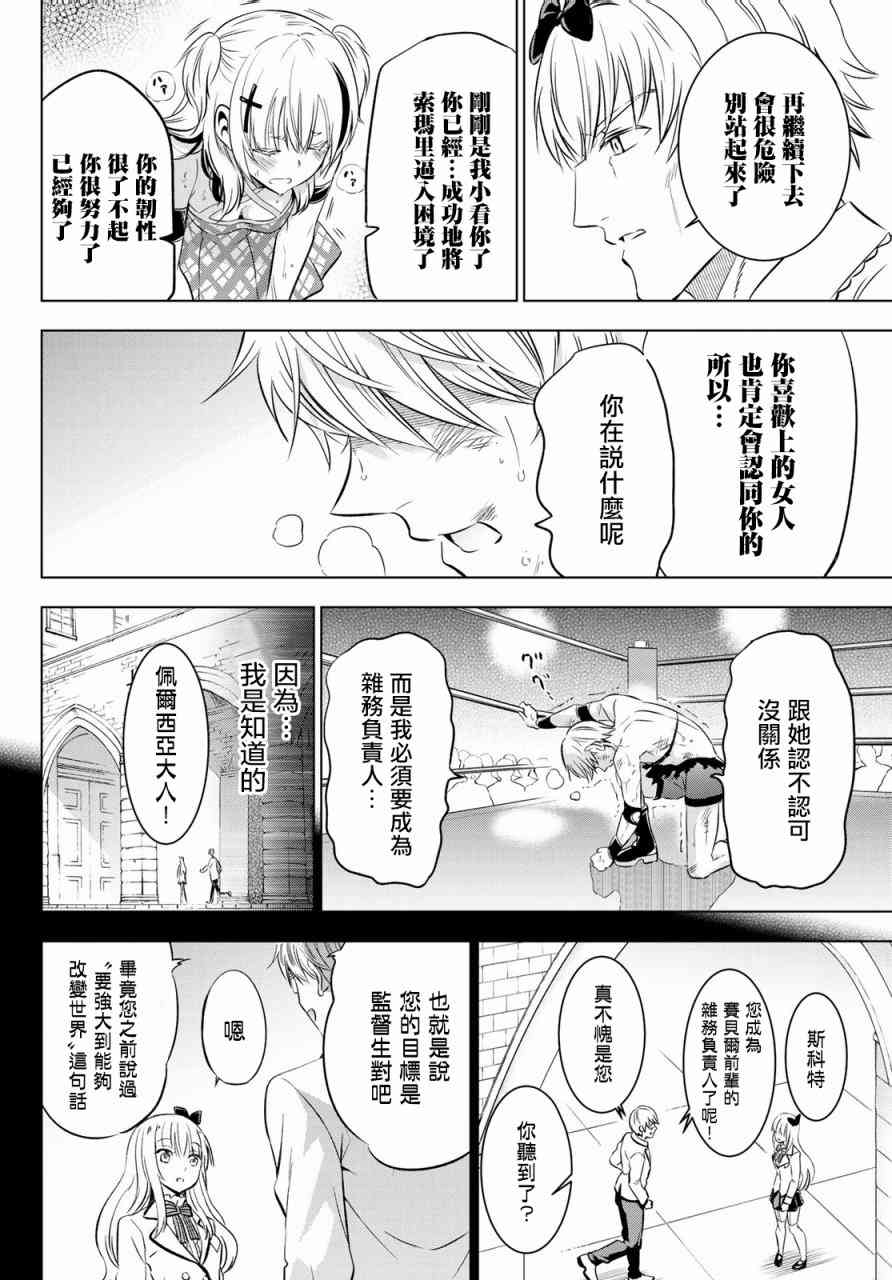 再繼續下去
會很危險
別站起來了
剛剛是我小看你了
你已經…成功地將
索瑪里逼入困境了
ハァ
ハァ
你的韌性
很了不起
你很努力了
已經夠了
你喜歡上的女人
也肯定會認同你的
所以…
你在説什麼呢
跟她認不認可
沒關係
而是我必須要成為
雜務負責人…
因為…
我是知道的
佩爾西亞大人！
斯科特
您成為
賽貝爾前輩的
雜務負責人了呢！
真不愧是您
你聽到了？
也就是說
您的目標是
監督生對吧
嗯
畢竟您之前說過
〝要強大到能夠
改變世界〞這句話